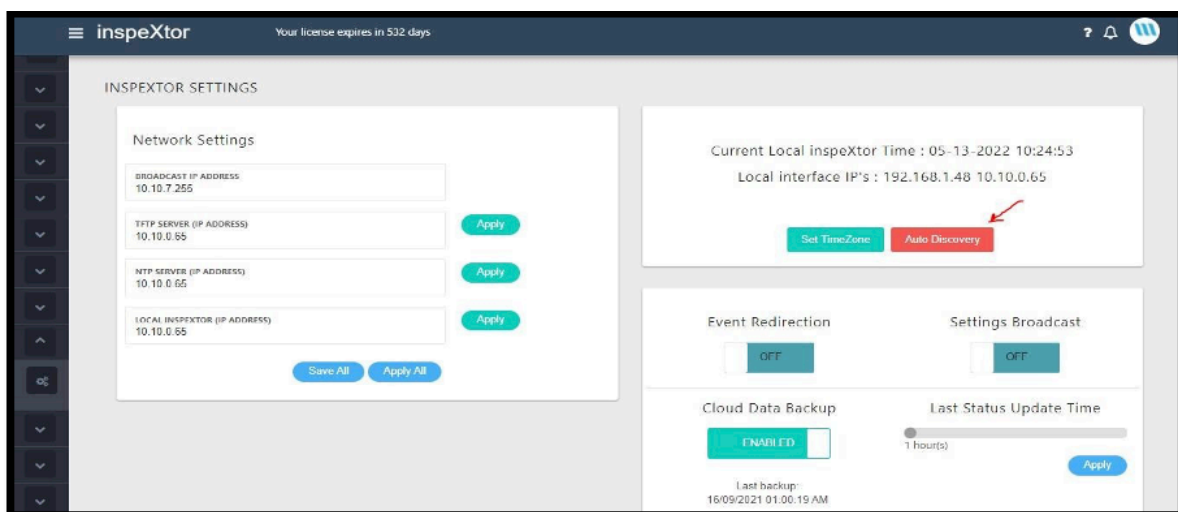 inspeXtor
Your license expires in 532 days
?
INSPEXTOR SETTINGS
Network Settings
BROADCAST IP ADDRESS
10.10.7.255
TFTP SERVER (IP ADDRESS)
10.10.0.65
Apply
NTP SERVER (IP ADDRESS)
10.10.0.65
Apply
LOCAL INSPEXTOR (IP ADDRESS)
10.10.0.65
Apply
Save All
Apply All
Current Local inspeXtor Time : 05-13-2022 10:24:53
Local interface IP's : 192.168.1.48 10.10.0.65
Set TimeZone
Auto Discovery
Event Redirection
Settings Broadcast
OFF
OFF
Cloud Data Backup
Last Status Update Time
ENABLED
1 hour(s)
Apply
Last backup:
16/09/2021 01:00:19 AM